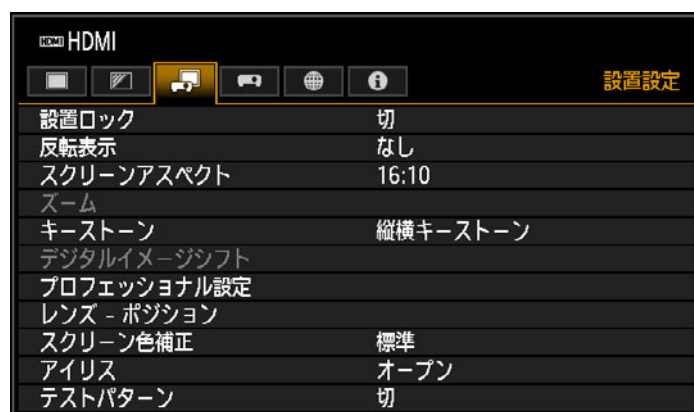 HDMI HDMI
設置設定
設置ロック 切
反転表示 なし
スクリーンアスペクト 16:10
ズーム
キーストーン 縦横キーストーン
デジタルイメージシフト
プロフェッショナル設定
レンズ - ポジション
スクリーン色補正 標準
アイリス オープン
テストパターン 切